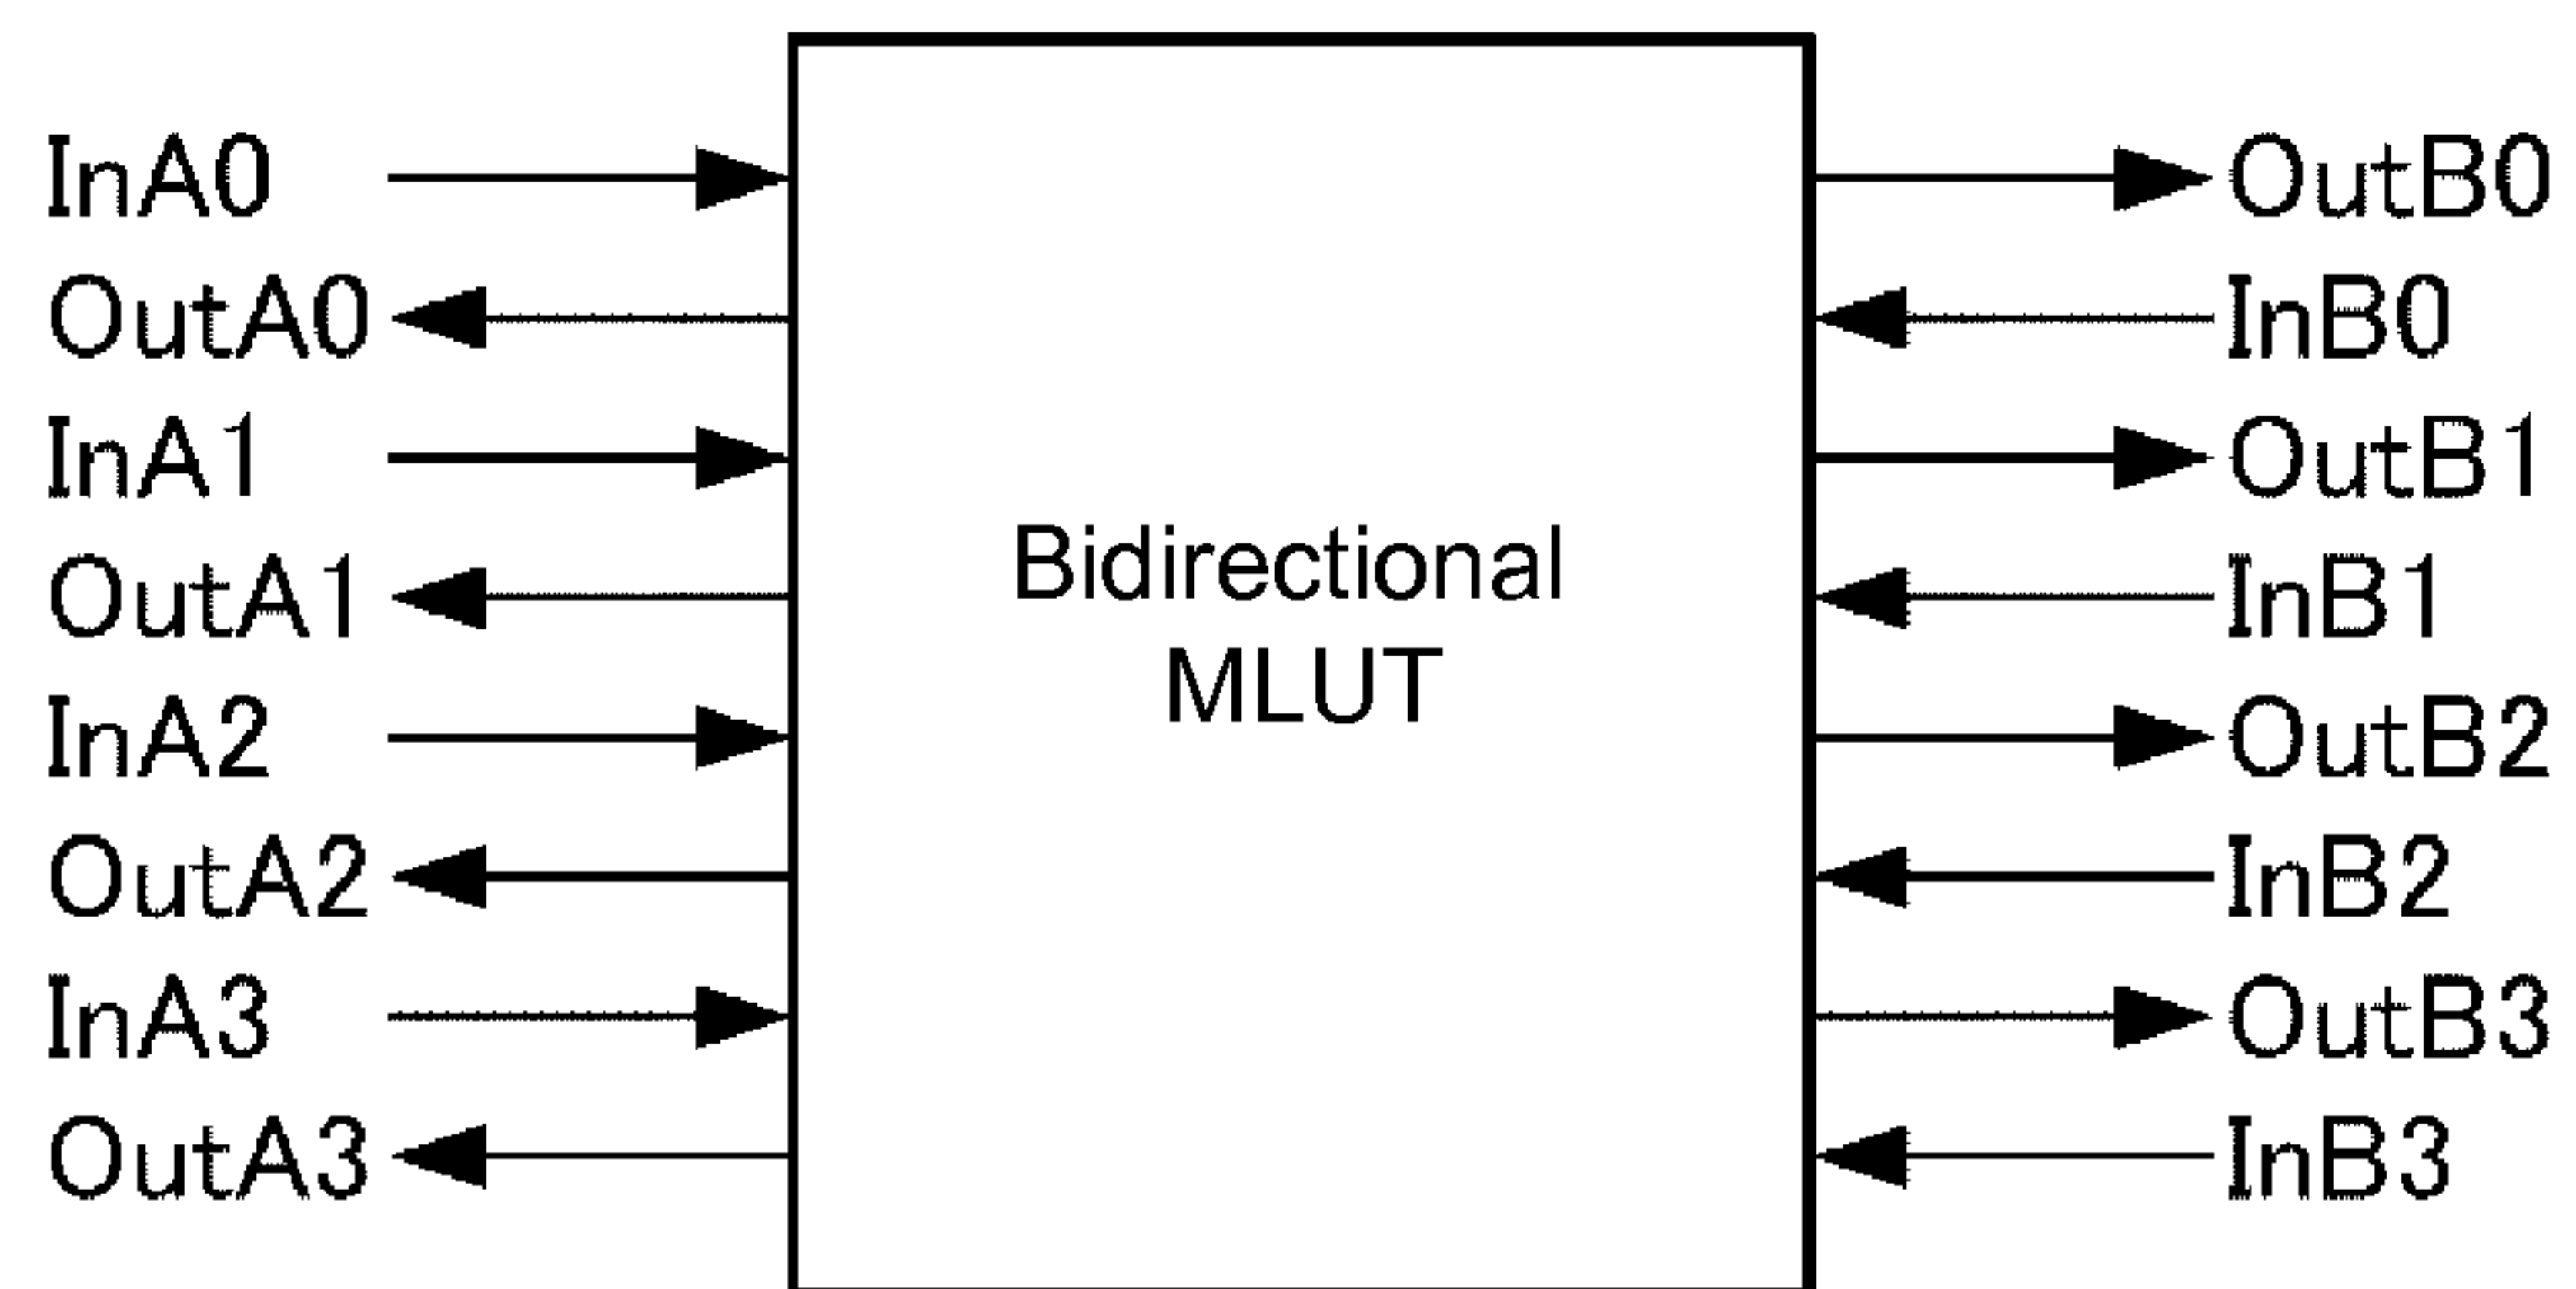 InA0
OutA0
InA1
OutA1
InA2
OutA2
InA3
OutA3
Bidirectional
MLUT
OutB0
InB0
OutB1
InB1
OutB2
InB2
OutB3
InB3